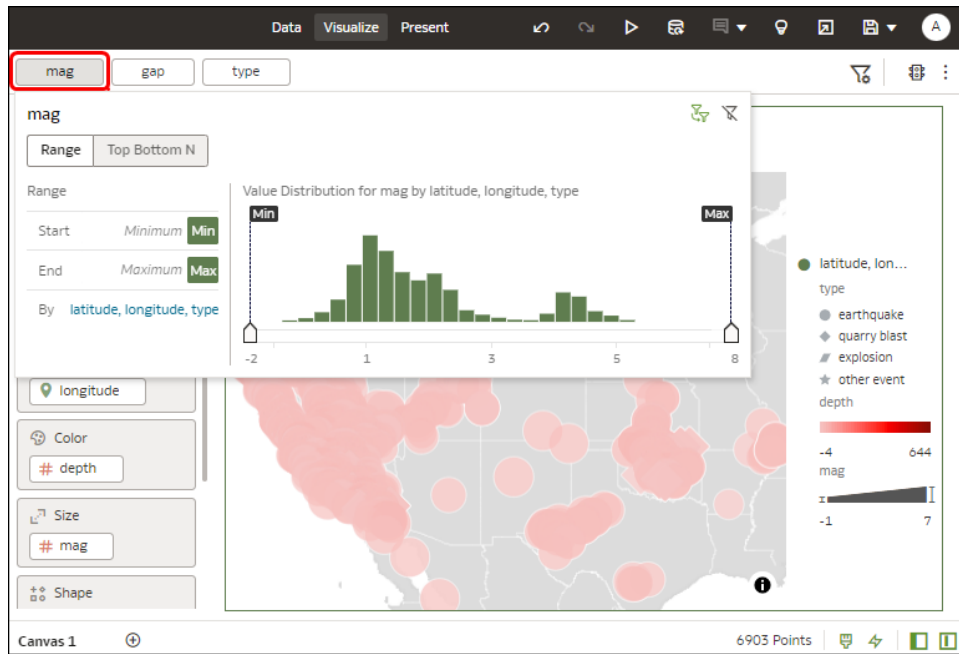 Data Visualize Present A
mag gap type
mag
Range Top Bottom N
Range
Start Minimum Min
End Maximum Max
By latitude, longitude, type
Value Distribution for mag by latitude, longitude, type
Min Max
-2 1 3 5 8
longitude
Color
# depth
Size
# mag
Shape
latitude, lon...
type
earthquake
quarry blast
explosion
other event
depth
-4 644
mag
-1 7
Canvas 1
6903 Points